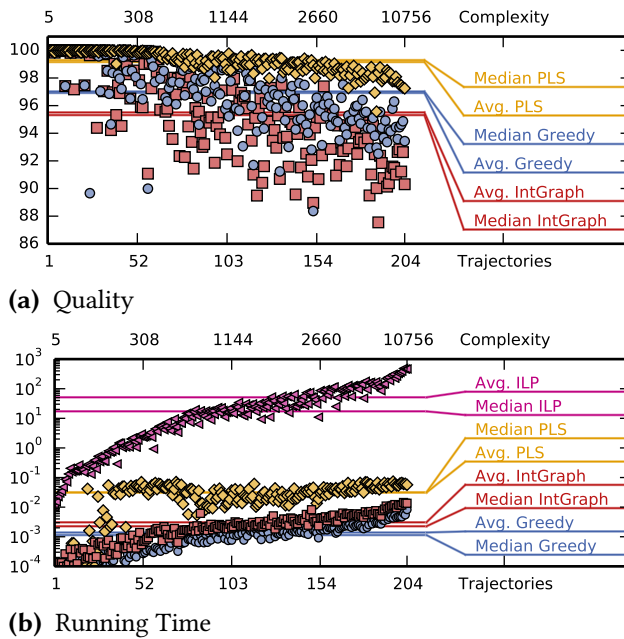 5 308 1144 2660 10756 Complexity
100
98
96
94
92
90
88
86
Median PLS
Avg. PLS
Median Greedy
Avg. Greedy
Avg. IntGraph
Median IntGraph
1 52 103 154 204 Trajectories
(a) Quality
5 308 1144 2660 10756 Complexity
10³
10²
10¹
10⁰
10⁻¹
10⁻²
10⁻³
10⁻⁴
Avg. ILP
Median ILP
Median PLS
Avg. PLS
Avg. IntGraph
Median IntGraph
Avg. Greedy
Median Greedy
1 52 103 154 204 Trajectories
(b) Running Time